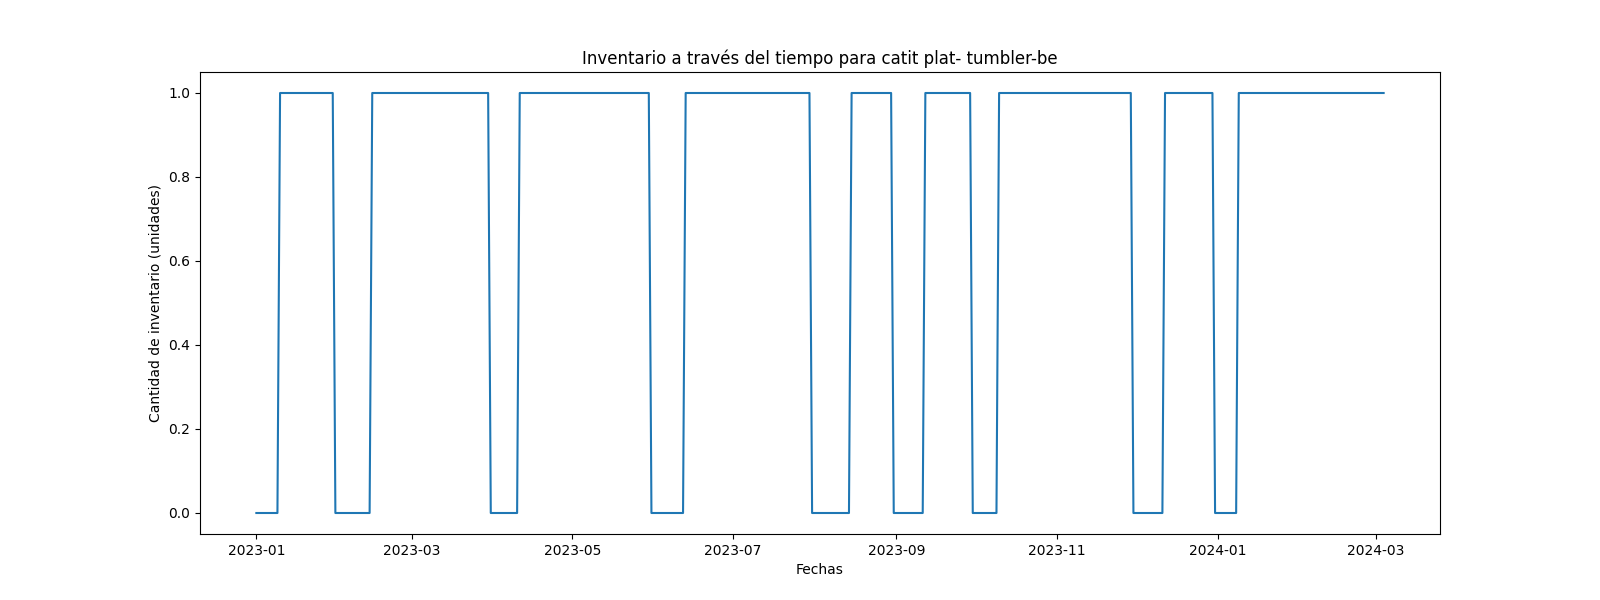 Inventario a través del tiempo para catit plat- tumbler-be
Cantidad de inventario (unidades)
1.0
0.8
0.6
0.4
0.2
0.0
2023-01 2023-03 2023-05 2023-07 2023-09 2023-11 2024-01 2024-03
Fechas